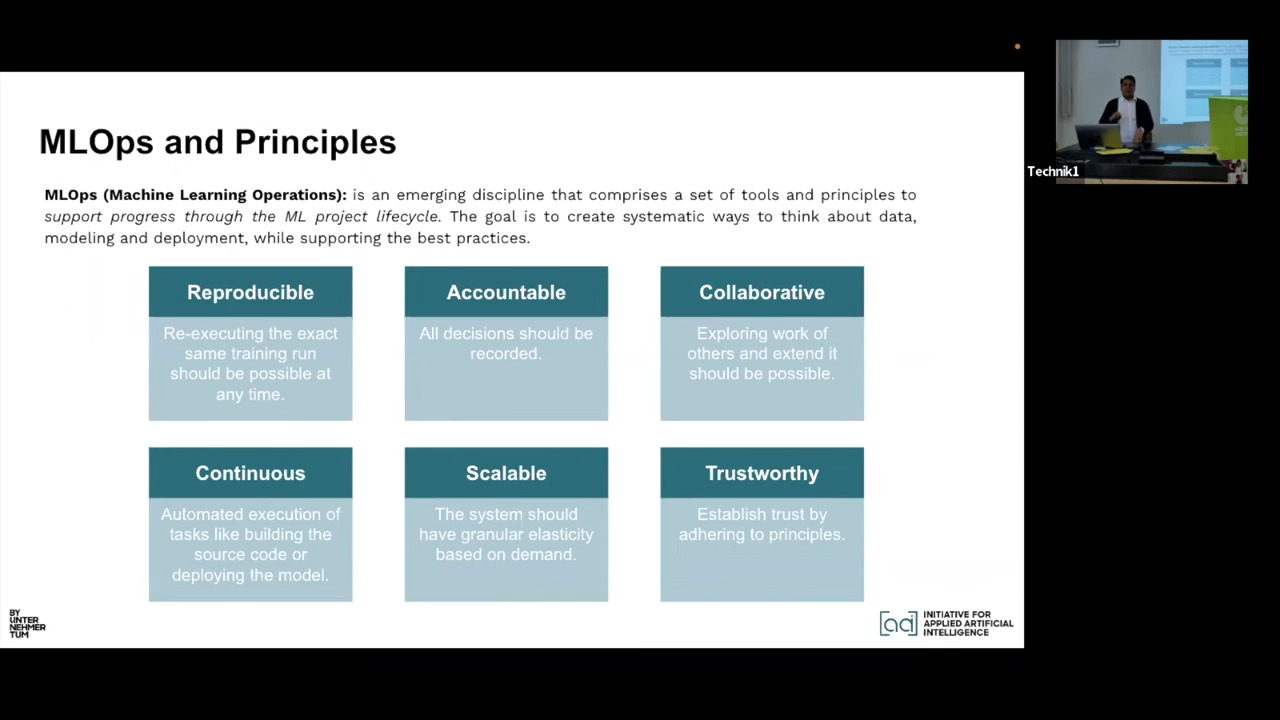 MLOps and Principles
MLOps (Machine Learning Operations): is an emerging discipline that comprises a set of tools and principles to
support progress through the ML project lifecycle. The goal is to create systematic ways to think about data,
modeling and deployment, while supporting the best practices.
Reproducible
Re-executing the exact
same training run
should be possible at
any time.
Accountable
All decisions should be
recorded.
Collaborative
Exploring work of
others and extend it
should be possible.
Continuous
Automated execution of
tasks like building the
source code or
deploying the model.
Scalable
The system should
have granular elasticity
based on demand.
Trustworthy
Establish trust by
adhering to principles.
BY
UNTER
NEHMER
TUM
[ai]
INITIATIVE FOR
APPLIED ARTIFICIAL
INTELLIGENCE
Technik1